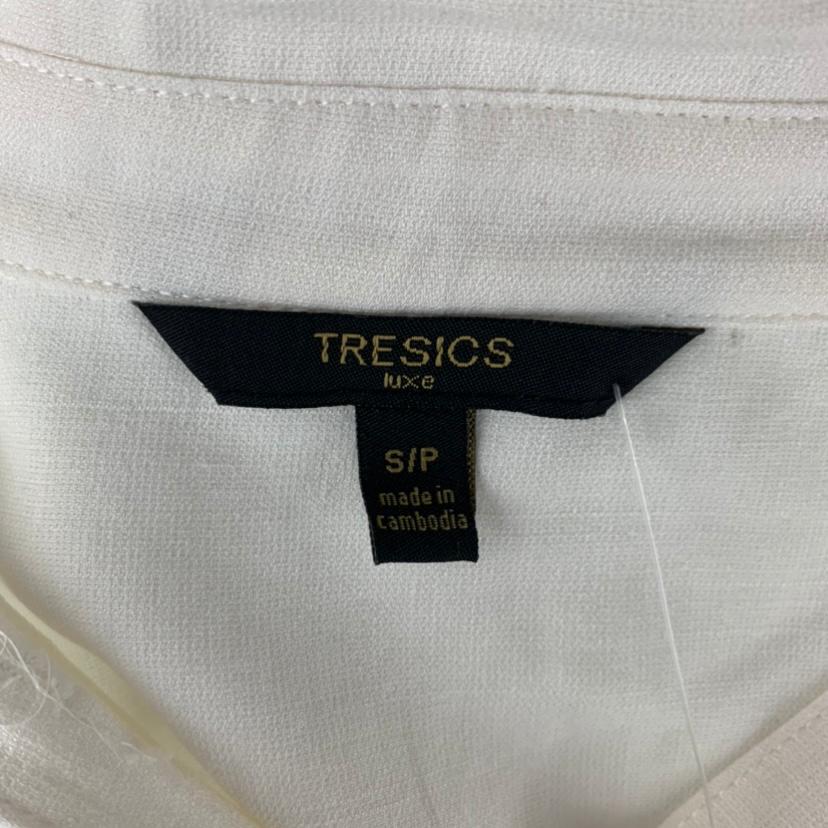 TRESICS
luxe
S/P
made in
cambodia